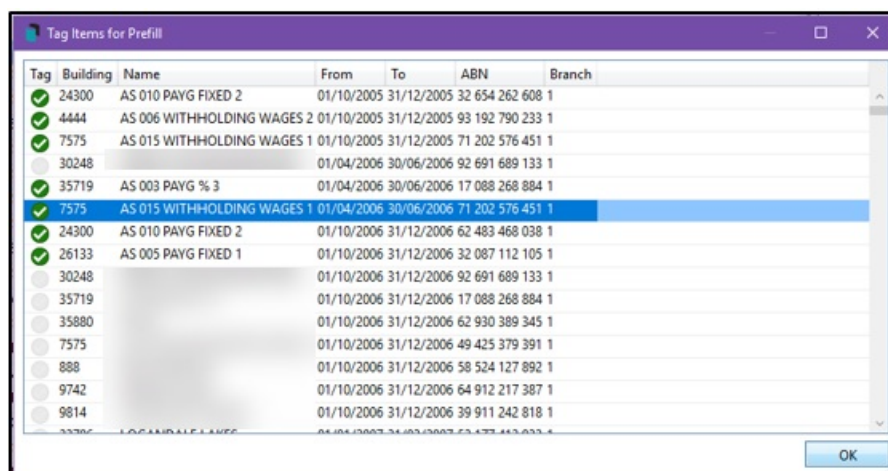 Tag Items for Prefill
Tag Building Name From To ABN Branch
24300 AS 010 PAYG FIXED 2 01/10/2005 31/12/2005 32 654 262 608 1
4444 AS 006 WITHHOLDING WAGES 2 01/10/2005 31/12/2005 93 192 790 233 1
7575 AS 015 WITHHOLDING WAGES 1 01/10/2005 31/12/2005 71 202 576 451 1
30248 01/04/2006 30/06/2006 92 691 689 133 1
35719 AS 003 PAYG % 3 01/04/2006 30/06/2006 17 088 268 884 1
7575 AS 015 WITHHOLDING WAGES 1 01/04/2006 30/06/2006 71 202 576 451 1
24300 AS 010 PAYG FIXED 2 01/10/2006 31/12/2006 62 483 468 038 1
26133 AS 005 PAYG FIXED 1 01/10/2006 31/12/2006 32 087 112 105 1
30248 01/10/2006 31/12/2006 92 691 689 133 1
35719 01/10/2006 31/12/2006 17 088 268 884 1
35880 01/10/2006 31/12/2006 62 930 389 345 1
7575 01/10/2006 31/12/2006 49 425 379 391 1
888 01/10/2006 31/12/2006 58 524 127 892 1
9742 01/10/2006 31/12/2006 64 912 217 387 1
9814 01/10/2006 31/12/2006 39 911 242 818 1
OK